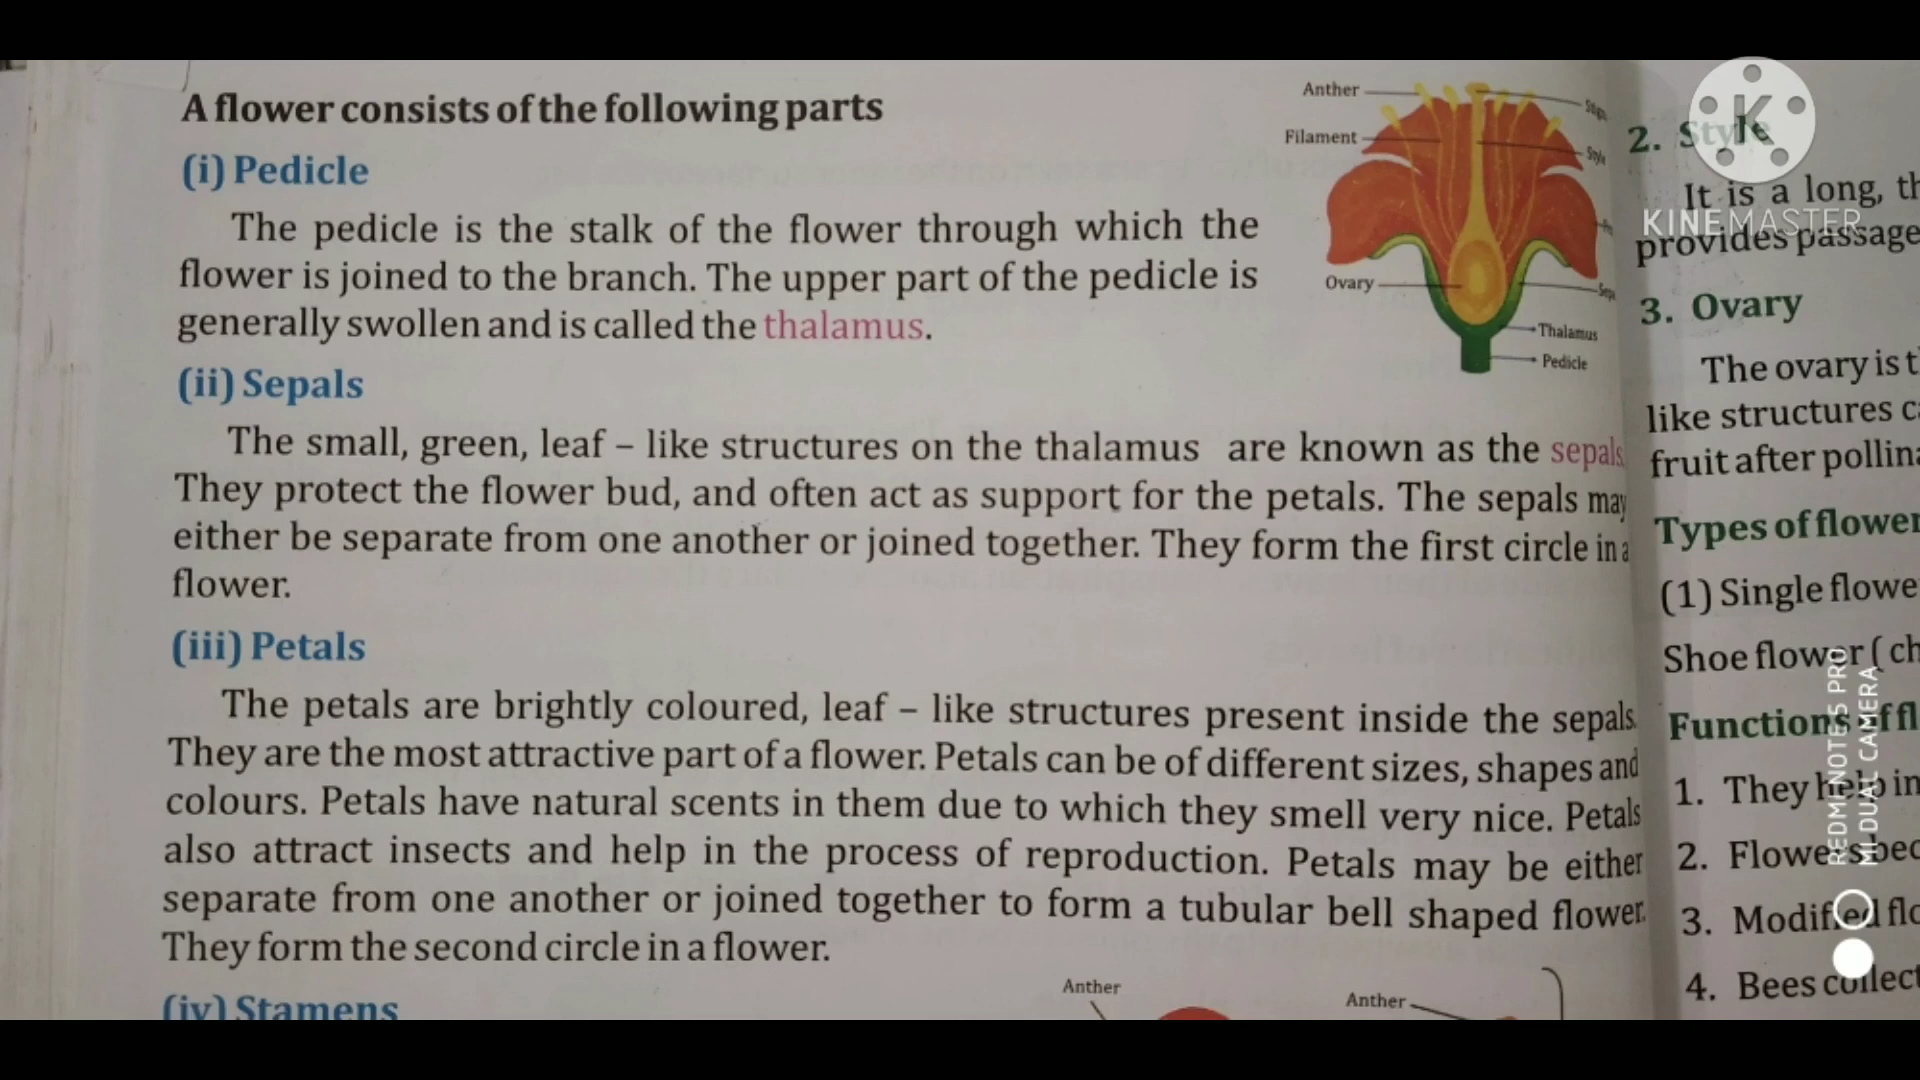 A flower consists of the following parts
(i) Pedicle
The pedicle is the stalk of the flower through which the
flower is joined to the branch. The upper part of the pedicle is
generally swollen and is called the thalamus.
(ii) Sepals
The small, green, leaf – like structures on the thalamus are known as the sepals.
They protect the flower bud, and often act as support for the petals. The sepals may
either be separate from one another or joined together. They form the first circle in a
flower.
(iii) Petals
The petals are brightly coloured, leaf – like structures present inside the sepals.
They are the most attractive part of a flower. Petals can be of different sizes, shapes and
colours. Petals have natural scents in them due to which they smell very nice. Petals
also attract insects and help in the process of reproduction. Petals may be either
separate from one another or joined together to form a tubular bell shaped flower.
They form the second circle in a flower.
(iv) Stamens
Anther
Filament
Ovary
Style
Thalamus
Pedicle
Anther
Anther
2. Style
It is a long,
provides passage
3. Ovary
The ovary is
like structures
fruit after
Types of
(1) Single
Shoe flower (
Functions of
1. They help in
2.
3. Modified
4. Bees collect
K
KINEMASTER
REDMI NOTE 5 PRO
MI DUAL CAMERA